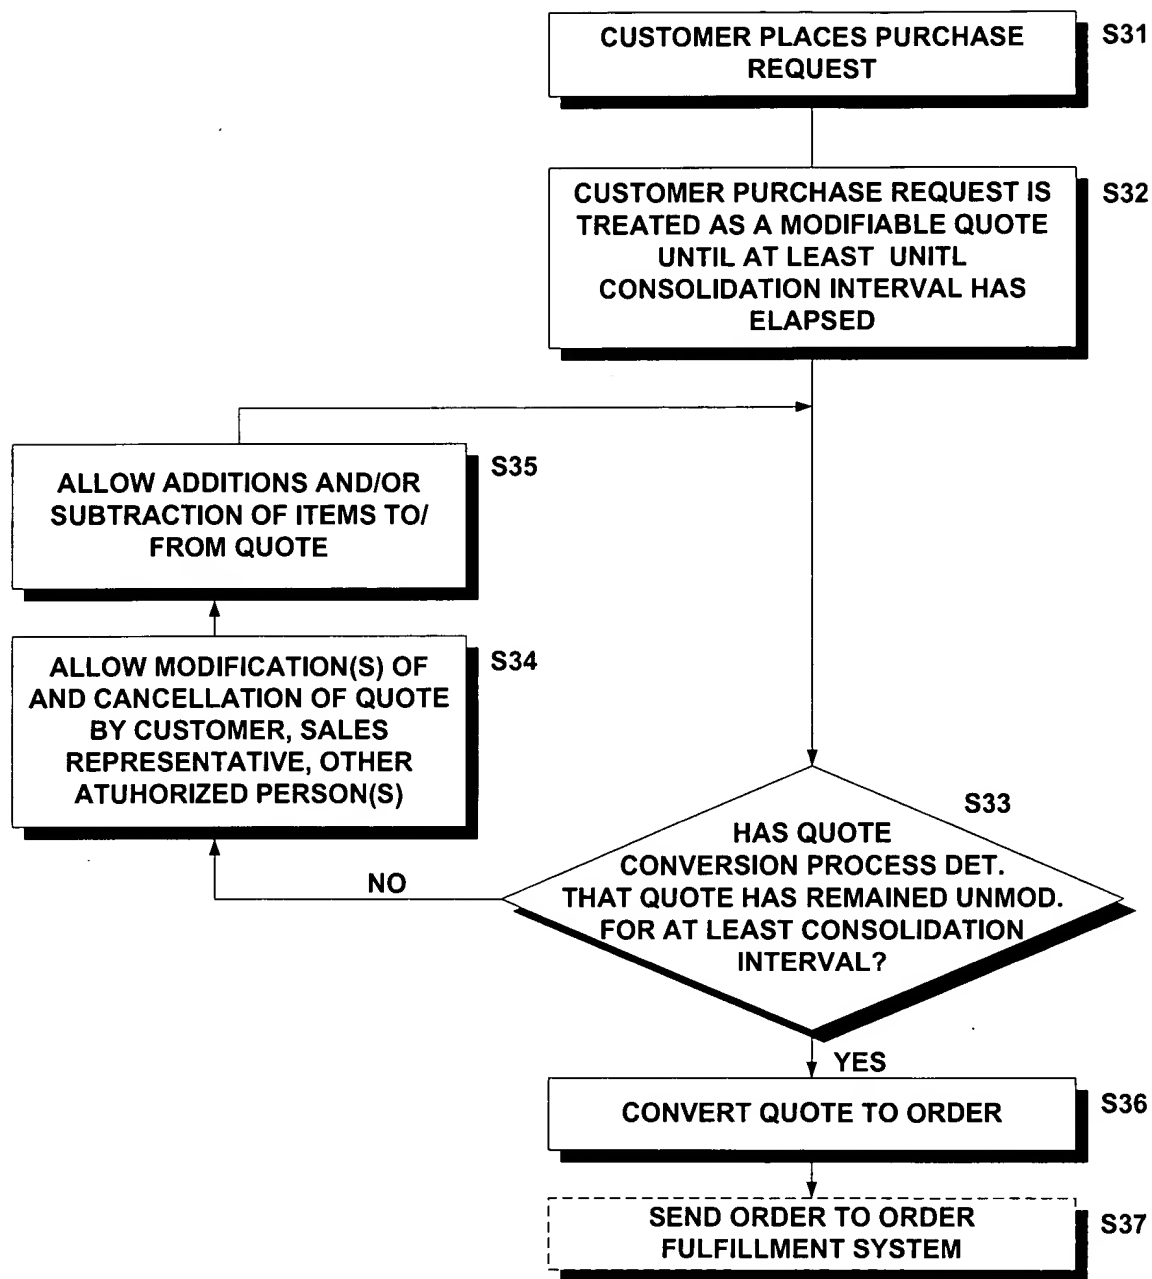 CUSTOMER PLACES PURCHASE
REQUEST
S31
CUSTOMER PURCHASE REQUEST IS
TREATED AS A MODIFIABLE QUOTE
UNTIL AT LEAST UNITL
CONSOLIDATION INTERVAL HAS
ELAPSED
S32
ALLOW ADDITIONS AND/OR
SUBTRACTION OF ITEMS TO/
FROM QUOTE
S35
ALLOW MODIFICATION(S) OF
AND CANCELLATION OF QUOTE
BY CUSTOMER, SALES
REPRESENTATIVE, OTHER
ATUHORIZED PERSON(S)
S34
S33
HAS QUOTE
CONVERSION PROCESS DET.
THAT QUOTE HAS REMAINED UNMOD.
FOR AT LEAST CONSOLIDATION
INTERVAL?
NO
YES
CONVERT QUOTE TO ORDER
S36
SEND ORDER TO ORDER
FULFILLMENT SYSTEM
S37